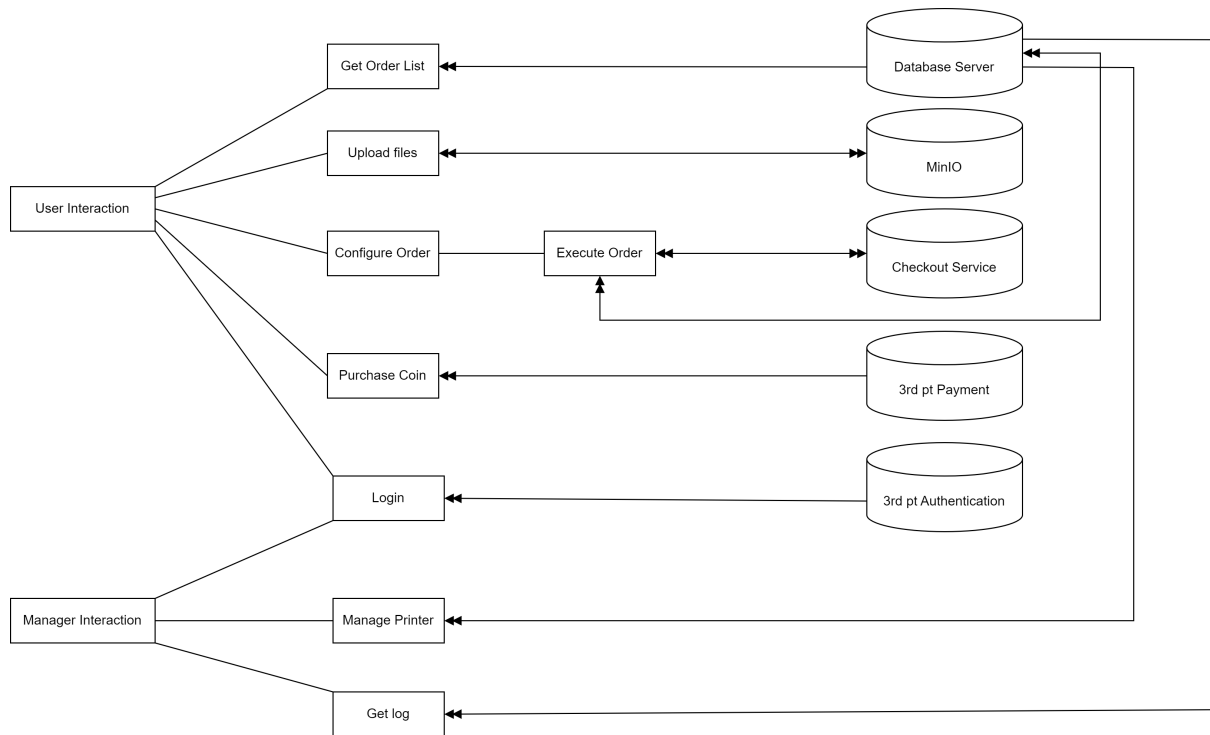 Get Order List
Database Server
Upload files
MinIO
User Interaction
Configure Order
Execute Order
Checkout Service
Purchase Coin
3rd pt Payment
Login
3rd pt Authentication
Manager Interaction
Manage Printer
Get log